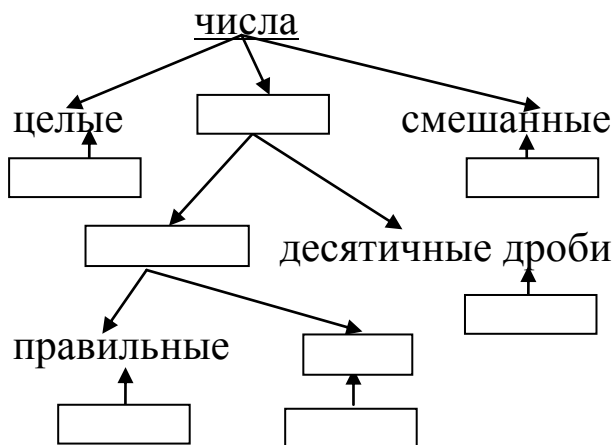 числа
целые
смешанные
десятичные дроби
правильные